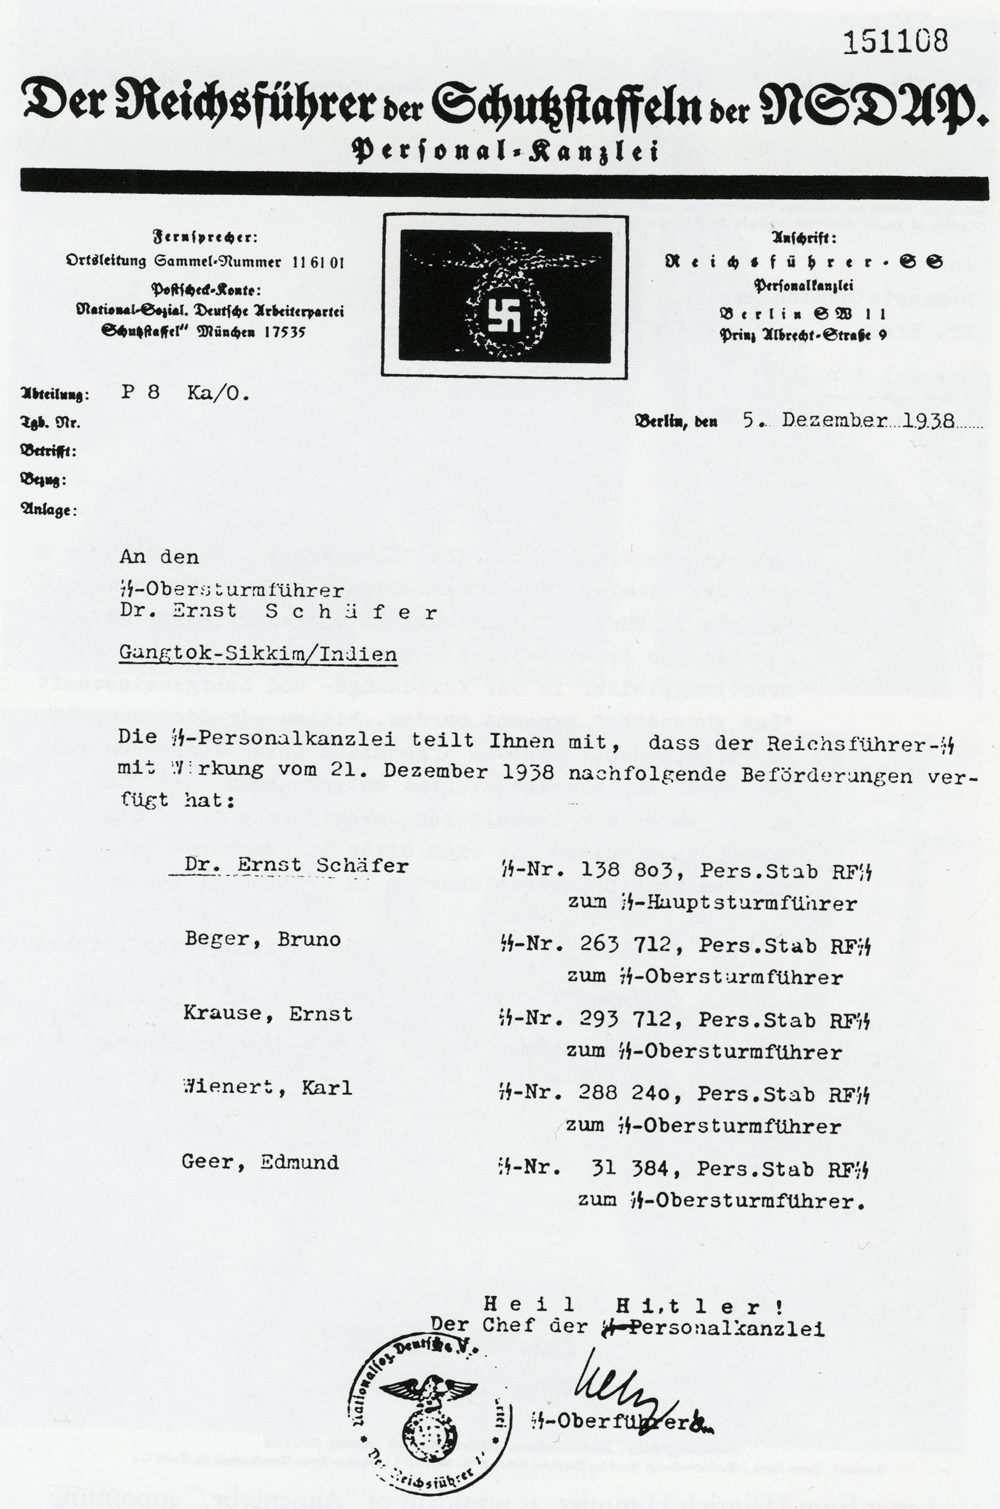 151108
Der Reichsführer der Schutzstaffeln der NSDAP.
Personal-Kanzlei
Fernsprecher:
Ortsleitung Sammel-Nummer 11 61 01
Postscheck-Konto:
National-Sozial. Deutsche Arbeiterpartei
Schutzstaffel" München 17535
Anschrift:
Reichsführer-SS
Personalkanzlei
Berlin SW 11
Prinz Albrecht-Straße 9
Abteilung: P 8 Ka/O.
Tgb. Nr.
Berlin, den 5. Dezember 1938
Betrifft:
Bezug:
Anlage:
An den
SS-Obersturmführer
Dr. Ernst Schäfer
Gangtok-Sikkim/Indien
Die SS-Personalkanzlei teilt Ihnen mit, dass der Reichsführer-SS
mit Wirkung vom 21. Dezember 1938 nachfolgende Beförderungen ver-
fügt hat:
Dr. Ernst Schäfer SS-Nr. 138 803, Pers.Stab RFSS
zum SS-Hauptsturmführer
Beger, Bruno SS-Nr. 263 712, Pers.Stab RFSS
zum SS-Obersturmführer
Krause, Ernst SS-Nr. 293 712, Pers.Stab RFSS
zum SS-Obersturmführer
Wienert, Karl SS-Nr. 288 24o, Pers.Stab RFSS
zum SS-Obersturmführer
Geer, Edmund SS-Nr. 31 384, Pers.Stab RFSS
zum SS-Obersturmführer.
Heil Hitler!
Der Chef der SS-Personalkanzlei
SS-Oberführer
Nationalsoz. Deutsche
Der Reichsführer